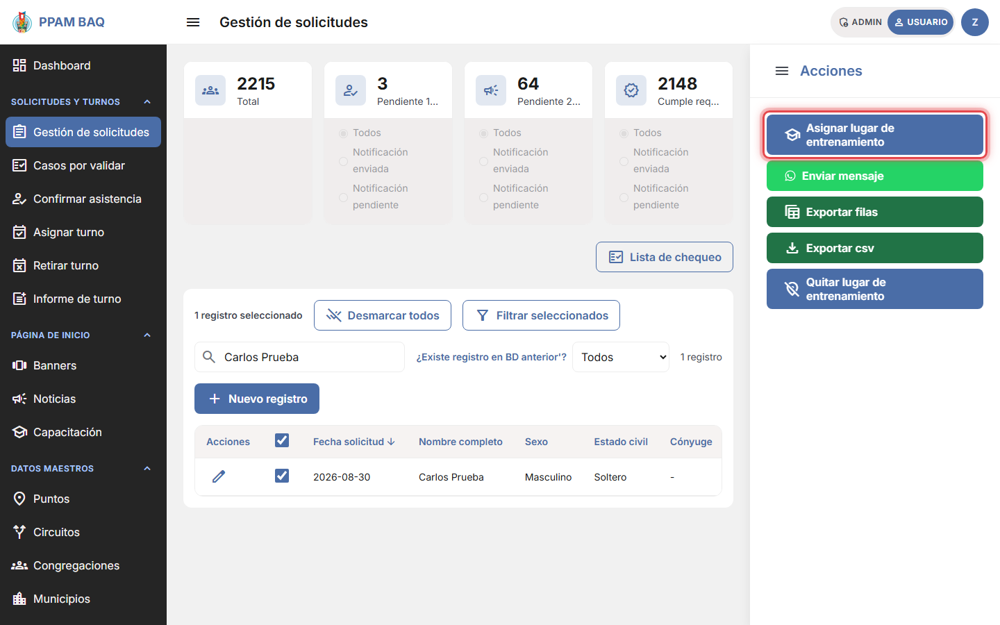 PPAM BAQ
Gestión de solicitudes
ADMIN
USUARIO
Z
Dashboard
SOLICITUDES Y TURNOS
Gestión de solicitudes
Casos por validar
Confirmar asistencia
Asignar turno
Retirar turno
Informe de turno
PÁGINA DE INICIO
Banners
Noticias
Capacitación
DATOS MAESTROS
Puntos
Circuitos
Congregaciones
Municipios
2215
Total
3
Pendiente 1...
Todos
Notificación
enviada
Notificación
pendiente
64
Pendiente 2...
Todos
Notificación
enviada
Notificación
pendiente
2148
Cumple req...
Todos
Notificación
enviada
Notificación
pendiente
Lista de chequeo
1 registro seleccionado
Desmarcar todos
Filtrar seleccionados
Carlos Prueba
¿Existe registro en BD anterior'?
Todos
1 registro
Nuevo registro
Acciones Fecha solicitud Nombre completo Sexo Estado civil Cónyuge
2026-08-30 Carlos Prueba Masculino Soltero -
Acciones
Asignar lugar de
entrenamiento
Enviar mensaje
Exportar filas
Exportar csv
Quitar lugar de
entrenamiento